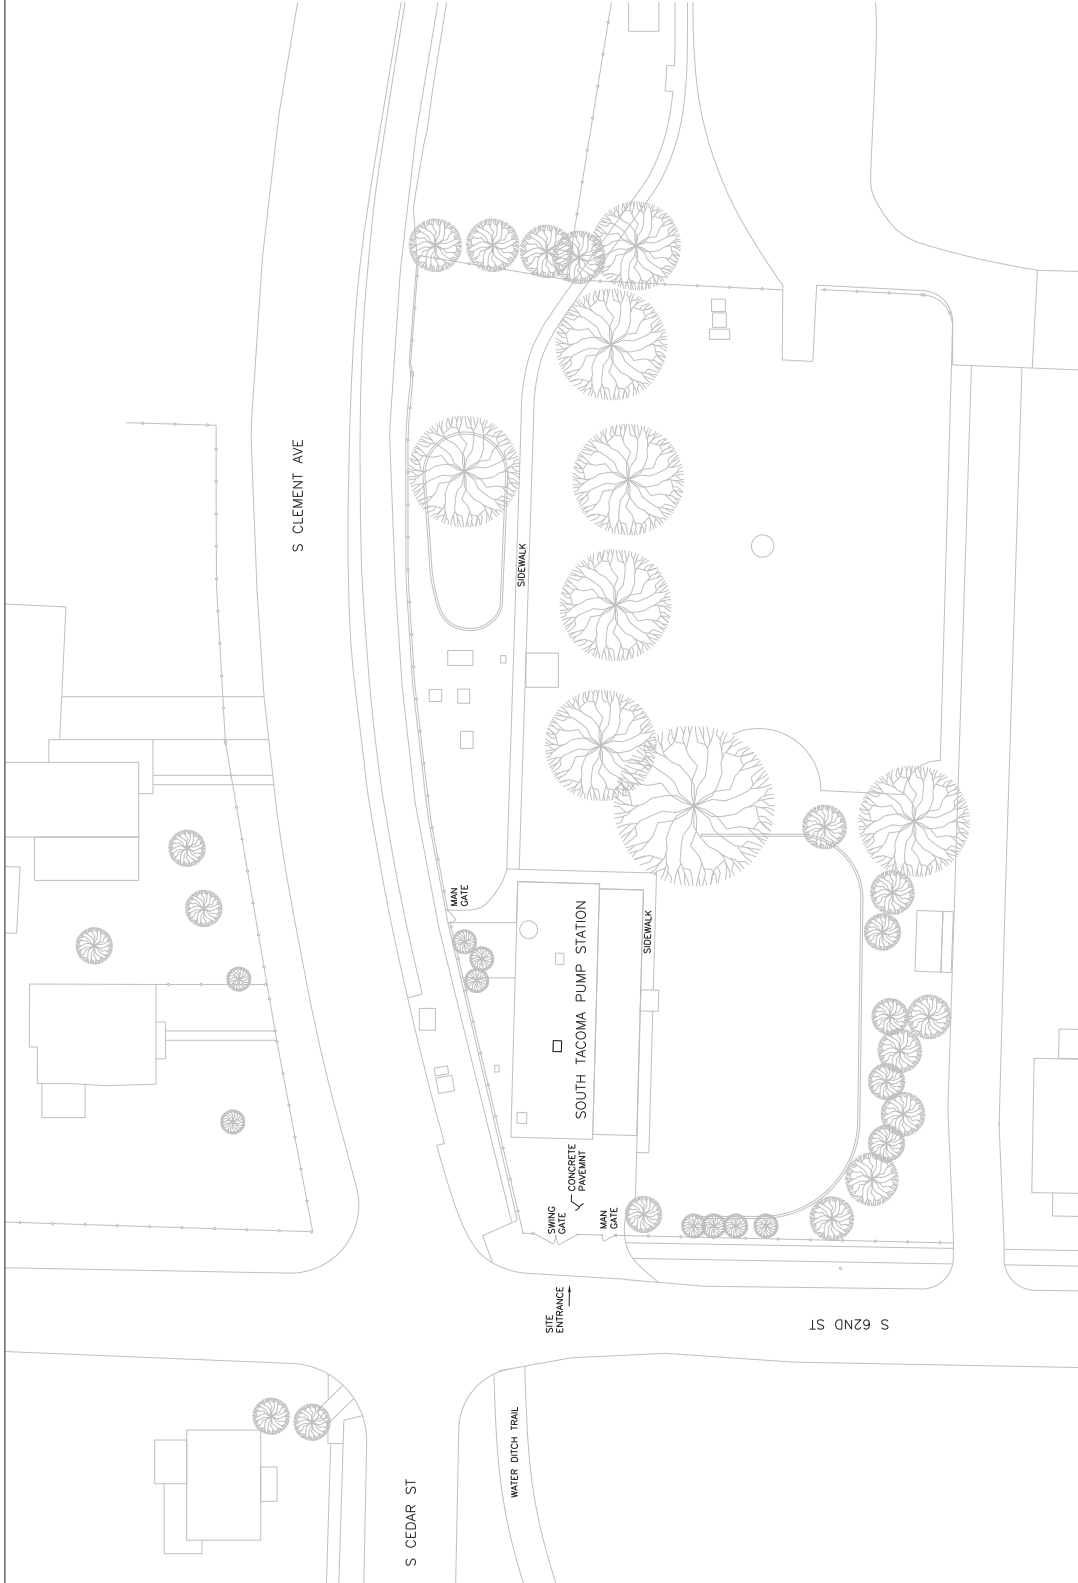 S CLEMENT AVE
SIDEWALK
MAN
GATE
SOUTH TACOMA PUMP STATION
SIDEWALK
CONCRETE
PAVEMNT
SWING
GATE
MAN
GATE
SITE
ENTRANCE
S 62ND ST
WATER DITCH TRAIL
S CEDAR ST